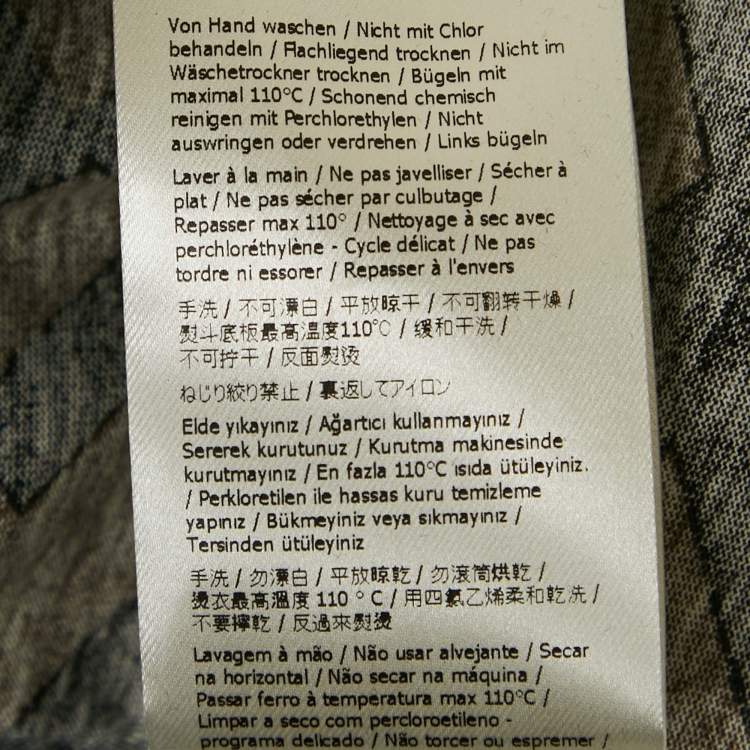 Von Hand waschen / Nicht mit Chlor
behandeln / Flachliegend trocknen / Nicht im
Wäschetrockner trocknen / Bügeln mit
maximal 110°C / Schonend chemisch
reinigen mit Perchlorethylen / Nicht
auswringen oder verdrehen / Links bügeln
Laver à la main / Ne pas javelliser / Sécher à
plat / Ne pas sécher par culbutage /
Repasser max 110° / Nettoyage à sec avec
perchloréthylène - Cycle délicat / Ne pas
tordre ni essorer / Repasser à l'envers
手洗 / 不可漂白 / 平放晾干 / 不可翻转干燥 /
熨斗底板最高温度110°C / 缓和干洗 /
不可拧干 / 反面熨烫
ねじり絞り禁止 / 裏返してアイロン
Elde yıkayınız / Ağartıcı kullanmayınız /
Sererek kurutunuz / Kurutma makinesinde
kurutmayınız / En fazla 110°C ısıda ütüleyiniz.
/ Perkloretilen ile hassas kuru temizleme
yapınız / Bükmeyiniz veya sıkmayınız /
Tersinden ütüleyiniz
手洗 / 勿漂白 / 平放晾乾 / 勿滾筒烘乾 /
燙衣最高溫度 110 ° C / 用四氯乙烯柔和乾洗 /
不要擰乾 / 反過來熨燙
Lavagem à mão / Não usar alvejante / Secar
na horizontal / Não secar na máquina /
Passar ferro à temperatura max 110°C /
Limpar a seco com percloroetileno -
programa delicado / Não torcer ou espremer /